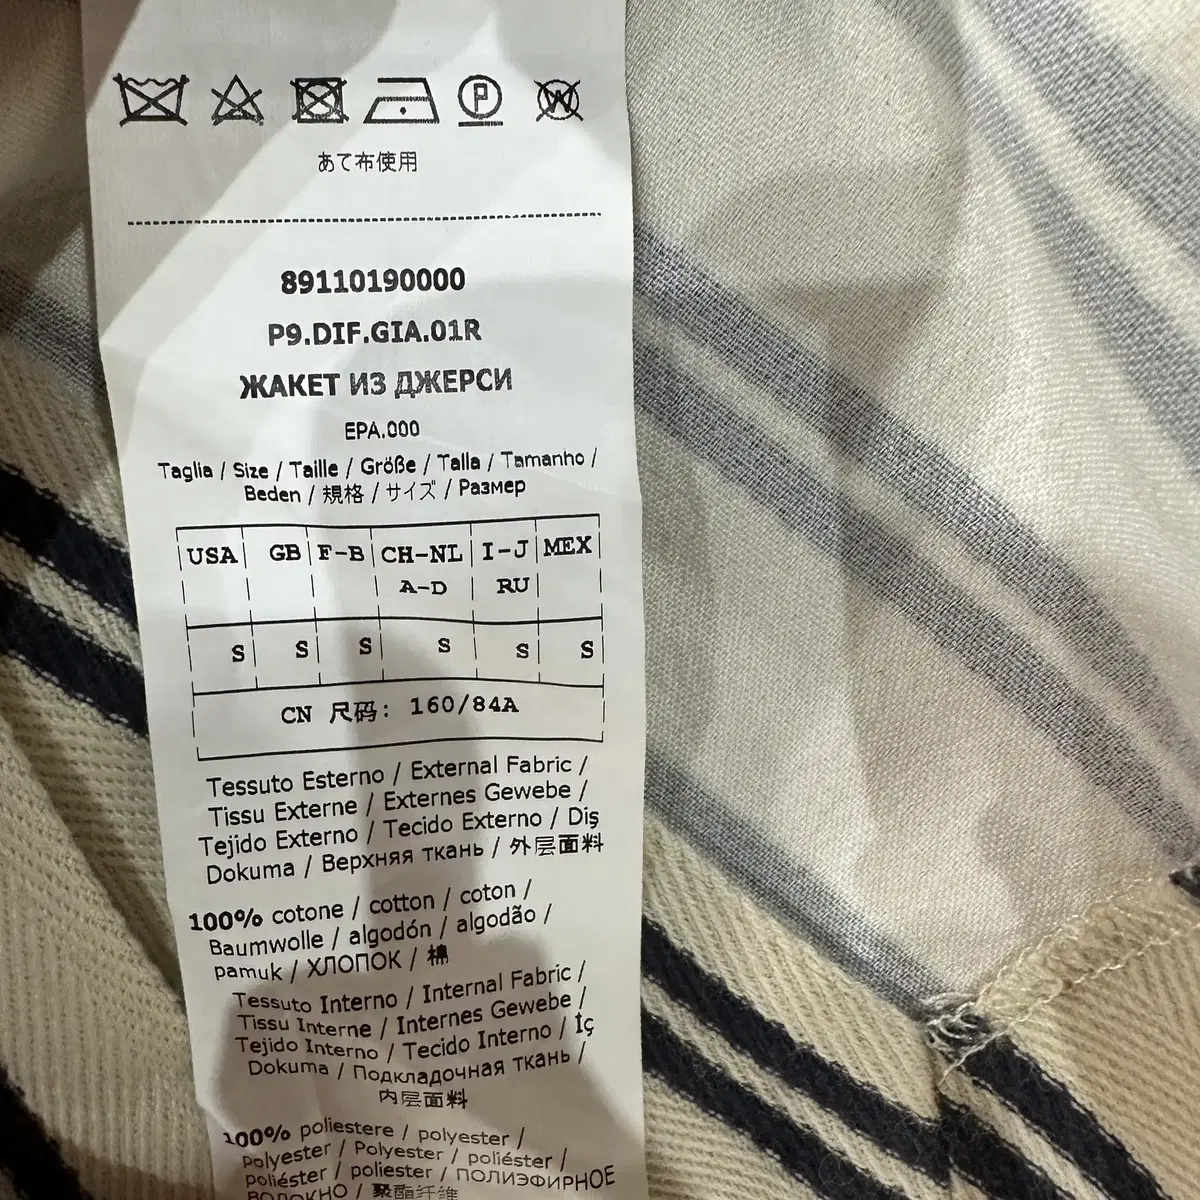 あて布使用
89110190000
P9.DIF.GIA.01R
ЖАКЕТ ИЗ ДЖЕРСИ
EPA.000
Taglia / Size / Taille / Größe / Talla / Tamanho /
Beden / 規格 / サイズ / Размер
USA GB F-B CH-NL I-J MEX
A-D RU
S S S S S S
CN 尺码: 160/84A
Tessuto Esterno / External Fabric /
Tissu Externe / Externes Gewebe /
Tejido Externo / Tecido Externo / Diş
Dokuma / Верхняя ткань / 外层面料
100% cotone / cotton / coton /
Baumwolle / algodón / algodão /
pamuk / ХЛОПОК / 棉
Tessuto Interno / Internal Fabric /
Tissu Interne / Internes Gewebe /
Tejido Interno / Tecido Interno / İç
Dokuma / Подкладочная ткань /
内层面料
100% poliestere / polyester /
polyester / Polyester / poliéster /
poliéster / poliester / ПОЛИЭФИРНОЕ
ВОЛОКНО / 聚酯纤维